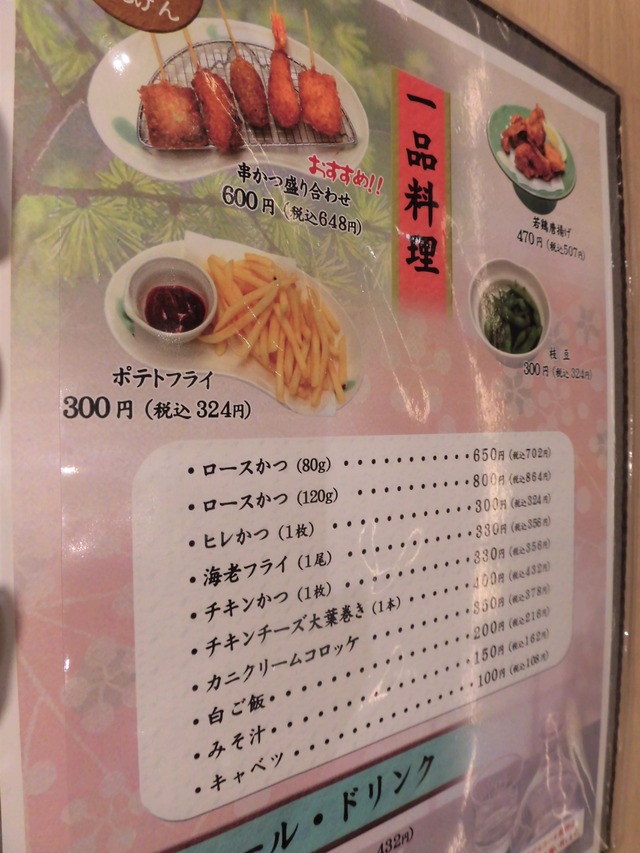 おすすめ!!
串かつ盛り合わせ
600円(税込648円)
一品料理
若鶏唐揚げ
470円(税込507円)
ポテトフライ
300円(税込324円)
枝豆
300円(税込324円)
・ロースかつ(80g)・・・・・・・・・・・650円(税込702円)
・ロースかつ(120g)・・・・・・・・・・800円(税込864円)
・ヒレかつ(1枚)・・・・・・・・・・・300円(税込324円)
・海老フライ(1尾)・・・・・・・・・・330円(税込356円)
・チキンかつ(1枚)・・・・・・・・・・330円(税込356円)
・チキンチーズ大葉巻き(1本)・・・・400円(税込432円)
・カニクリームコロッケ・・・・・・・・350円(税込378円)
・白ご飯・・・・・・・・・・・・・・・200円(税込216円)
・みそ汁・・・・・・・・・・・・・・・150円(税込162円)
・キャベツ・・・・・・・・・・・・・・100円(税込108円)
ール・ドリンク
432円)